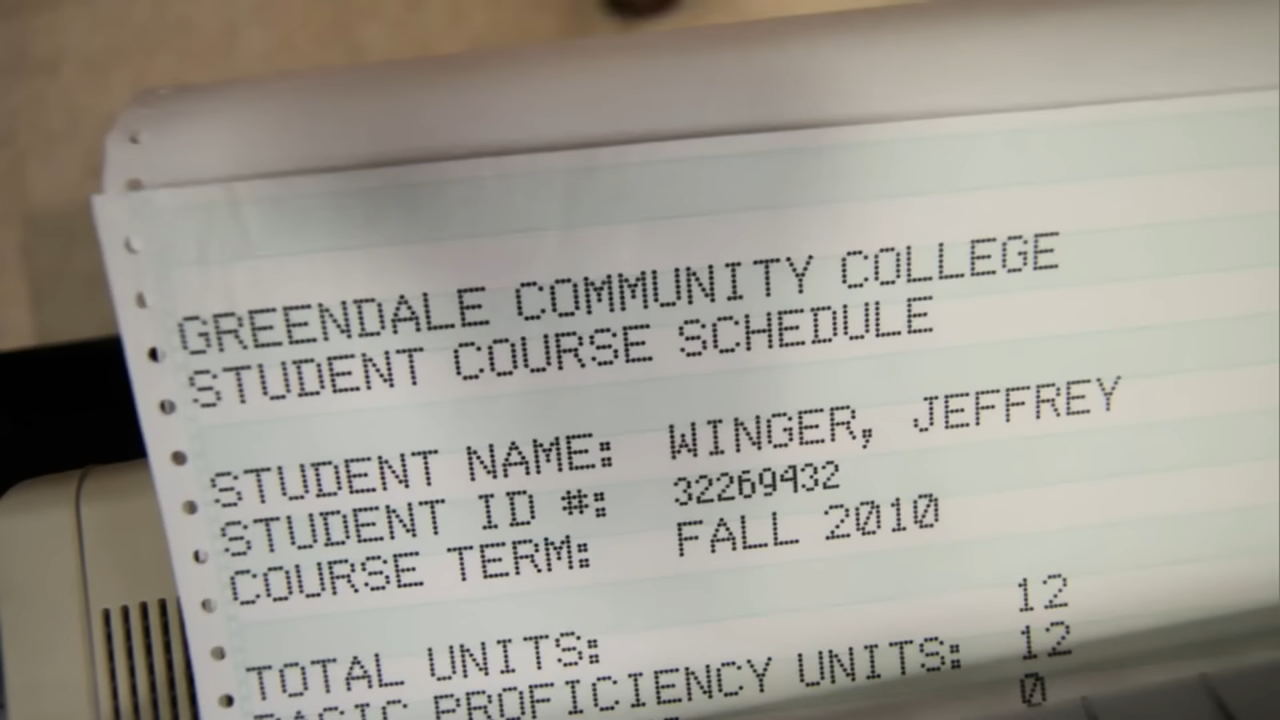 GREENDALE COMMUNITY COLLEGE
STUDENT COURSE SCHEDULE
STUDENT NAME: WINGER, JEFFREY
STUDENT ID #: 32269432
COURSE TERM: FALL 2010
TOTAL UNITS: 12
BASIC PROFICIENCY UNITS: 12
0